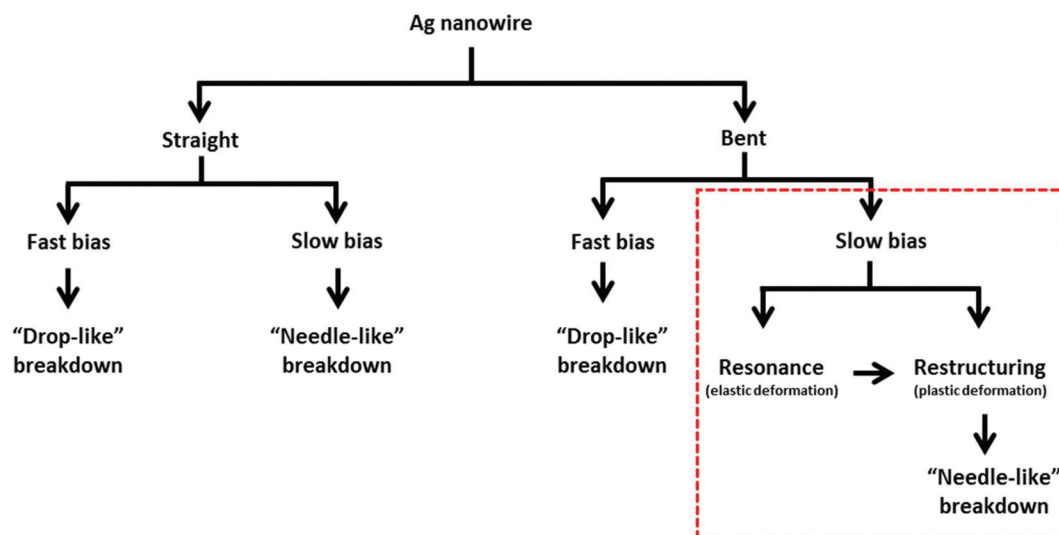 Ag nanowire
Straight
Bent
Fast bias
Slow bias
Fast bias
Slow bias
“Drop-like”
breakdown
“Needle-like”
breakdown
“Drop-like”
breakdown
Resonance
(elastic deformation)
Restructuring
(plastic deformation)
“Needle-like”
breakdown